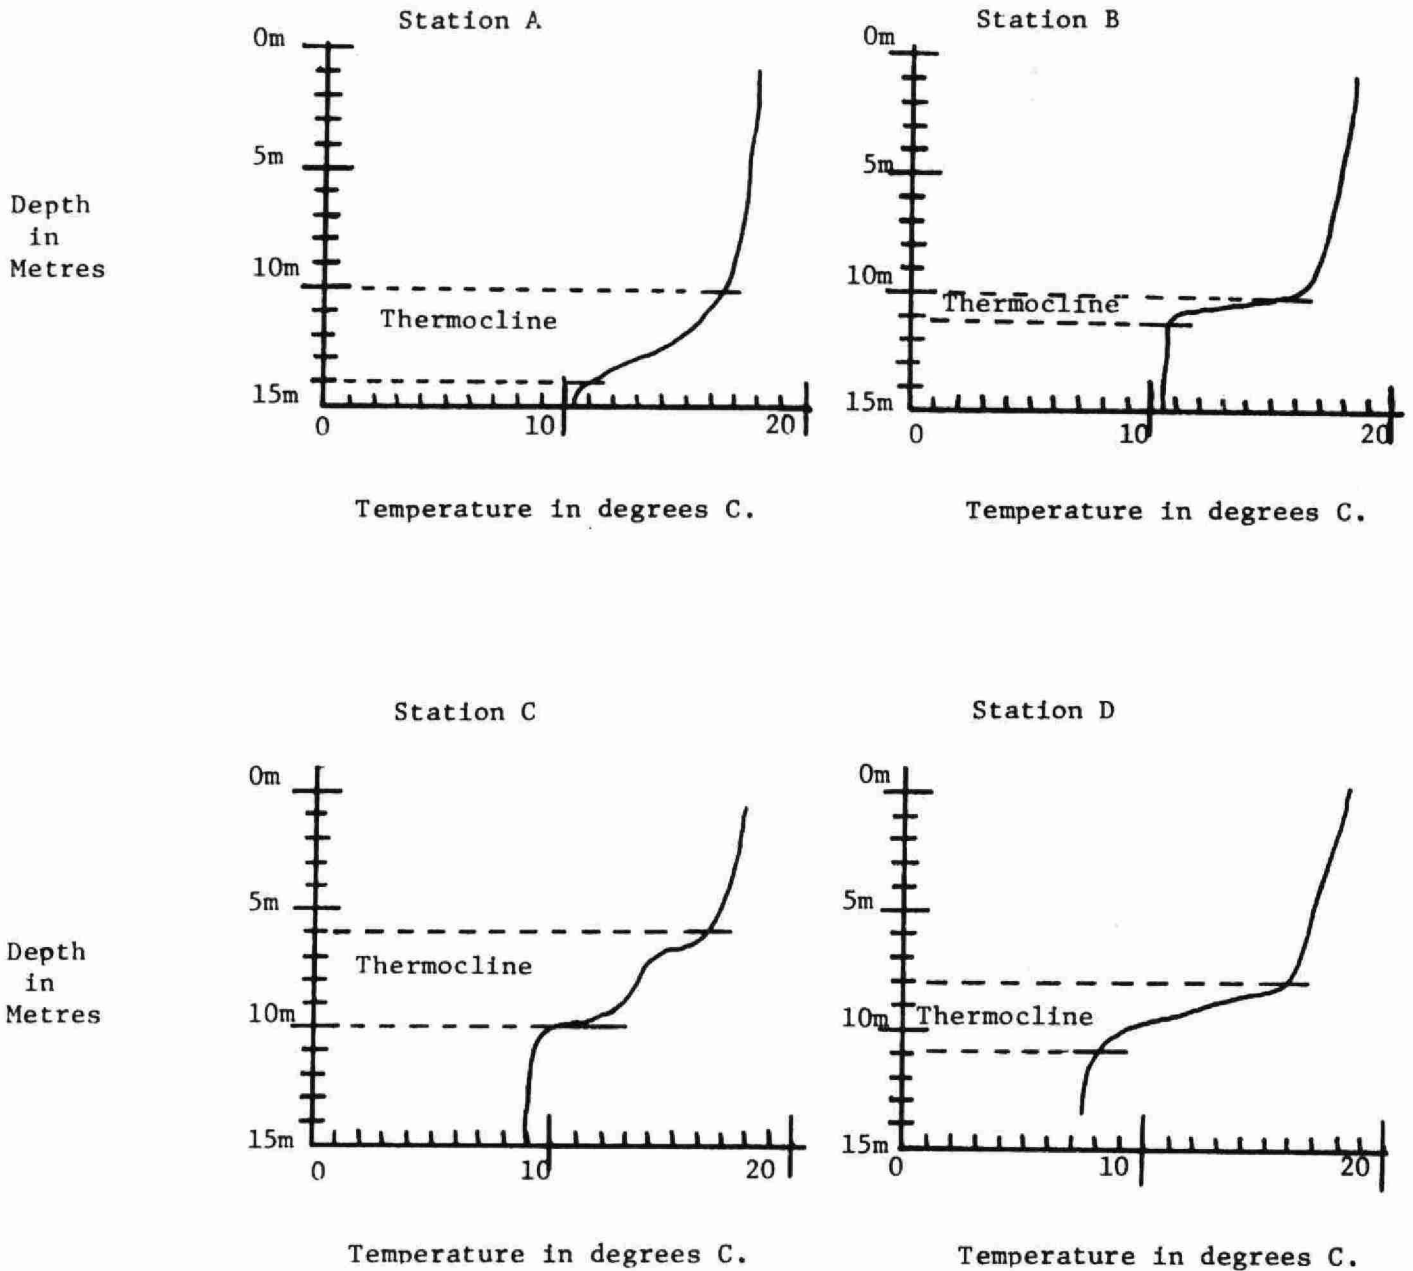 Station A
0m
5m
10m
15m
Thermocline
0 10 20
Temperature in degrees C.
Depth
in
Metres
Station B
0m
5m
10m
15m
Thermocline
0 10 20
Temperature in degrees C.
Station C
0m
5m
10m
15m
Thermocline
0 10 20
Temperature in degrees C.
Depth
in
Metres
Station D
0m
5m
10m
15m
Thermocline
0 10 20
Temperature in degrees C.